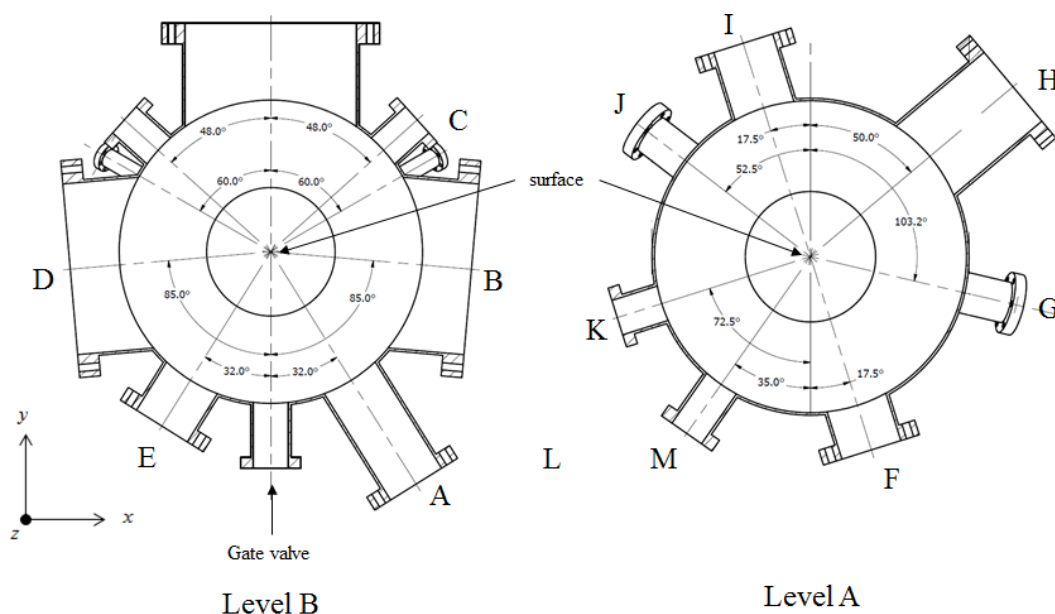 I
H
J
C
48.0° 48.0°
17.5° 50.0°
52.5°
60.0° 60.0°
surface
103.2°
D
B
85.0° 85.0°
G
K
72.5°
32.0° 32.0°
35.0° 17.5°
E
L
M
F
A
y
x
z
Gate valve
Level B
Level A